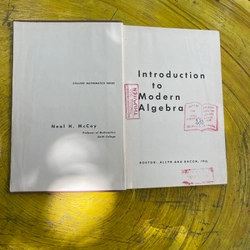 COLLEGE MATHEMATICS SERIES
Neal H. McCoy
Professor of Mathematics
Smith College
Introduction
to
Modern
Algebra
BOSTON: ALLYN AND BACON, INC.